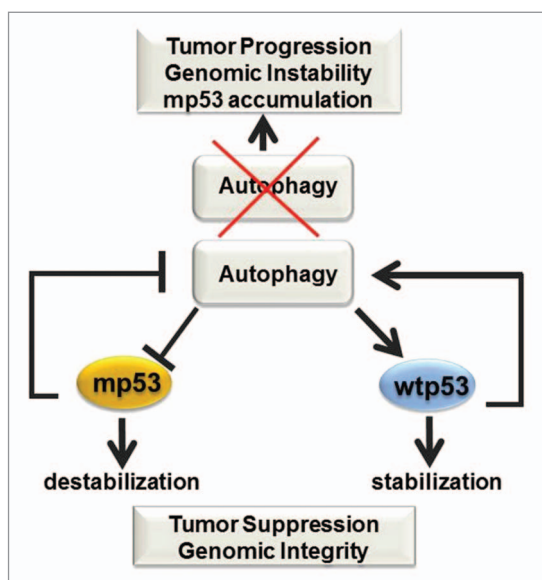 Tumor Progression
Genomic Instability
mp53 accumulation
Autophagy
Autophagy
mp53
wtp53
destabilization
stabilization
Tumor Suppression
Genomic Integrity